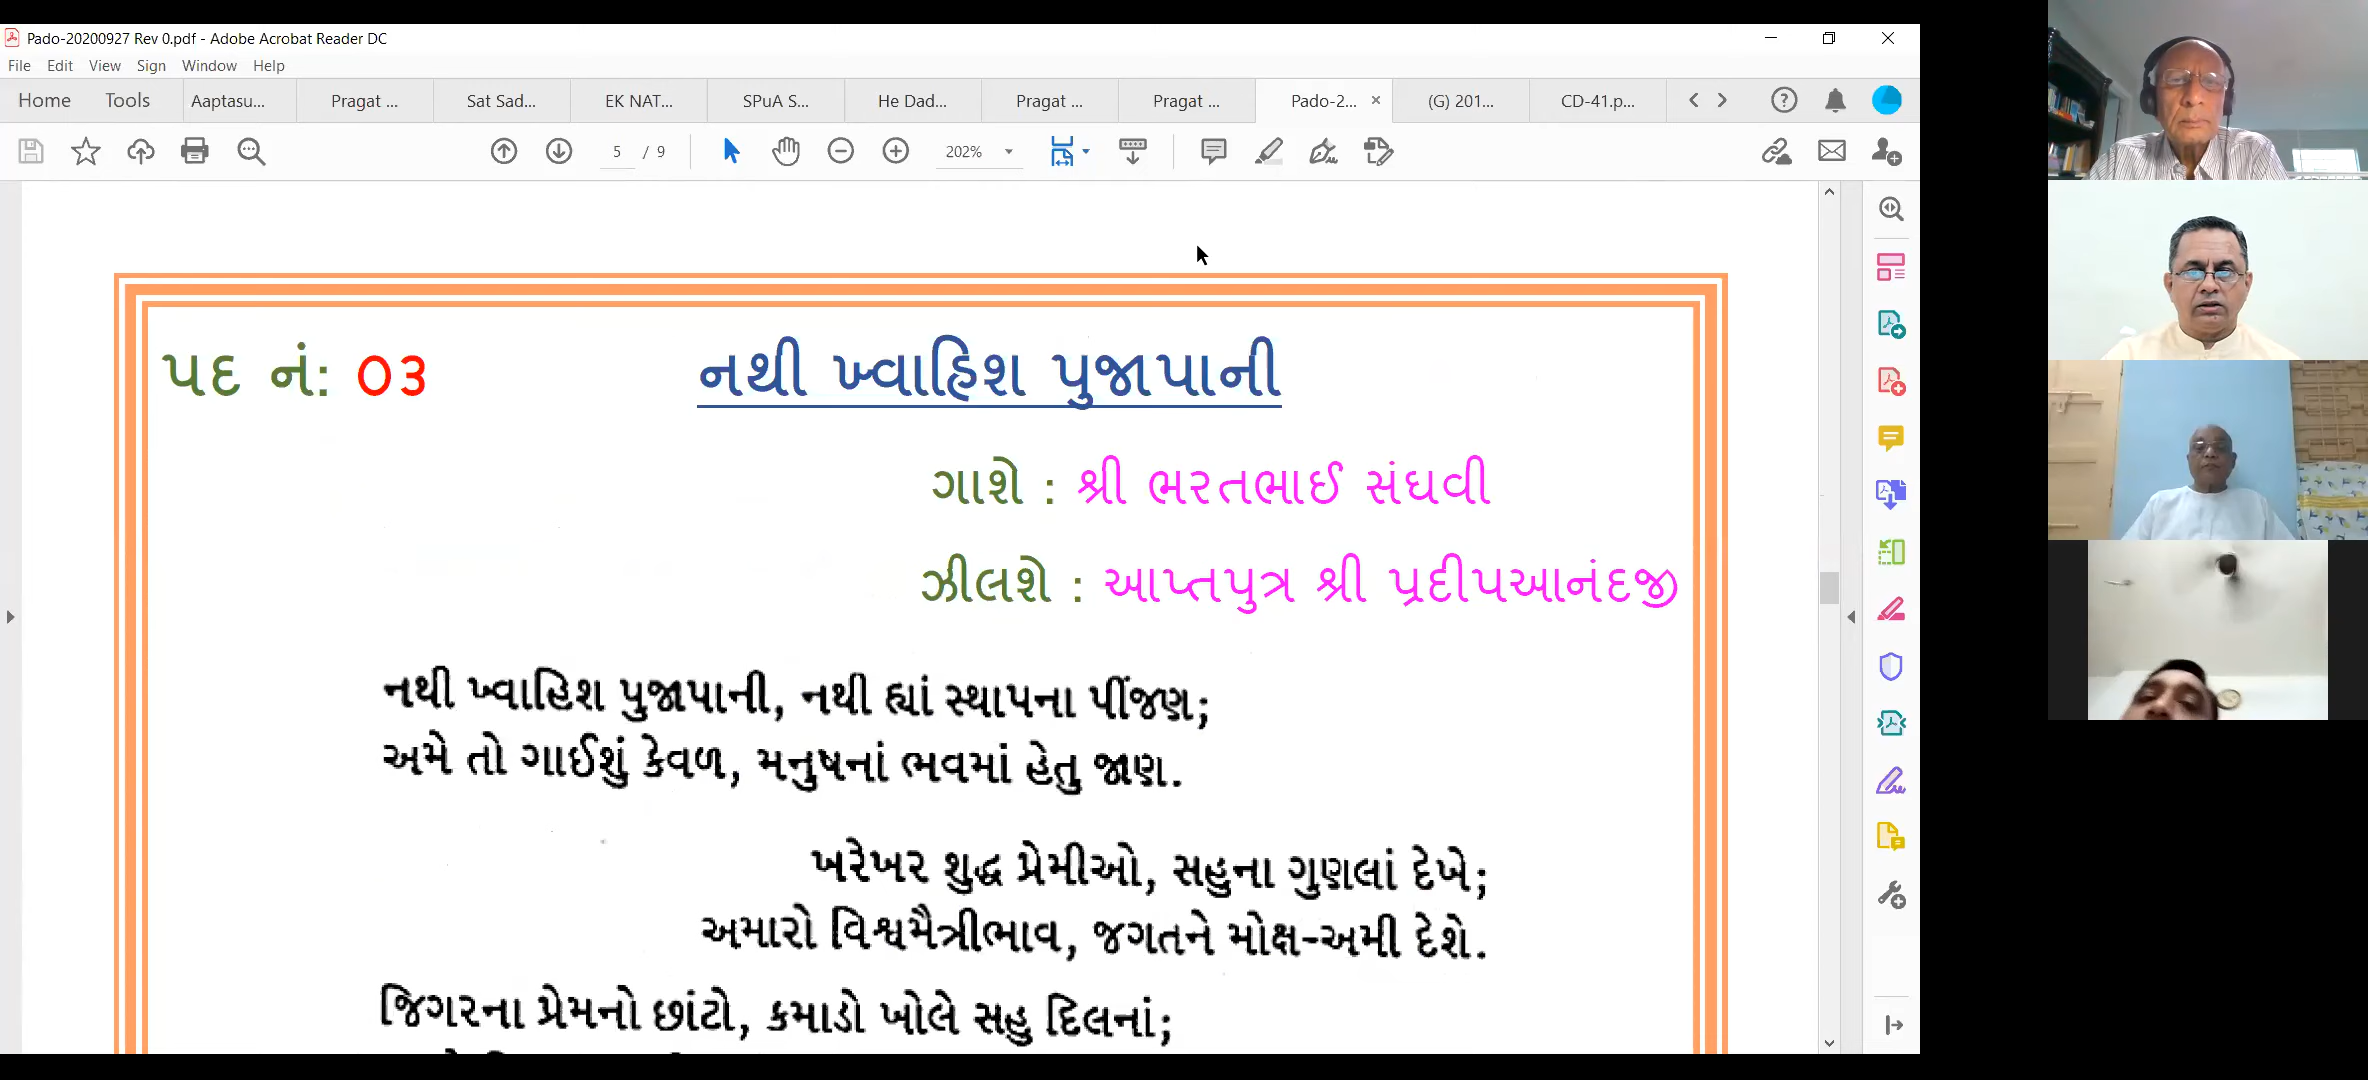 Pado-20200927 Rev 0.pdf - Adobe Acrobat Reader DC
File Edit View Sign Window Help
Home Tools Aaptasu... Pragat ... Sat Sad... EK NAT... SPuA S... He Dad... Pragat ... Pragat ... Pado-2... × (G) 201... CD-41.p...
5 / 9 202%
પદ નં: ૦૩ નથી ખ્વાહિશ પુજાપાની
ગાશે : શ્રી ભરતભાઈ સંઘવી
ઝીલશે : આપ્તપુત્ર શ્રી પ્રદીપઆનંદજી
નથી ખ્વાહિશ પુજાપાની, નથી હ્યાં સ્થાપના પીંજણ;
અમે તો ગાઈશું કેવળ, મનુષનાં ભવમાં હેતુ જાણ.
ખરેખર શુદ્ધ પ્રેમીઓ, સહુના ગુણલાં દેખે;
અમારો વિશ્વમૈત્રીભાવ, જગતને મોક્ષ-અમી દેશે.
જિગરના પ્રેમનો છાંટો, કમાડો ખોલે સહુ દિલનાં;